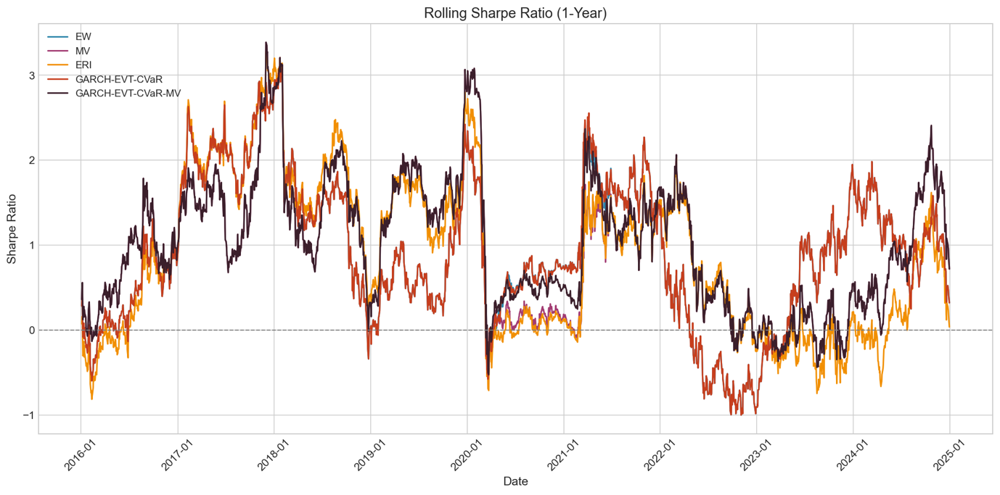 Rolling Sharpe Ratio (1-Year)
EW
MV
ERI
GARCH-EVT-CVaR
GARCH-EVT-CVaR-MV
Sharpe Ratio
3
2
1
0
−1
2016-01
2017-01
2018-01
2019-01
2020-01
2021-01
2022-01
2023-01
2024-01
2025-01
Date